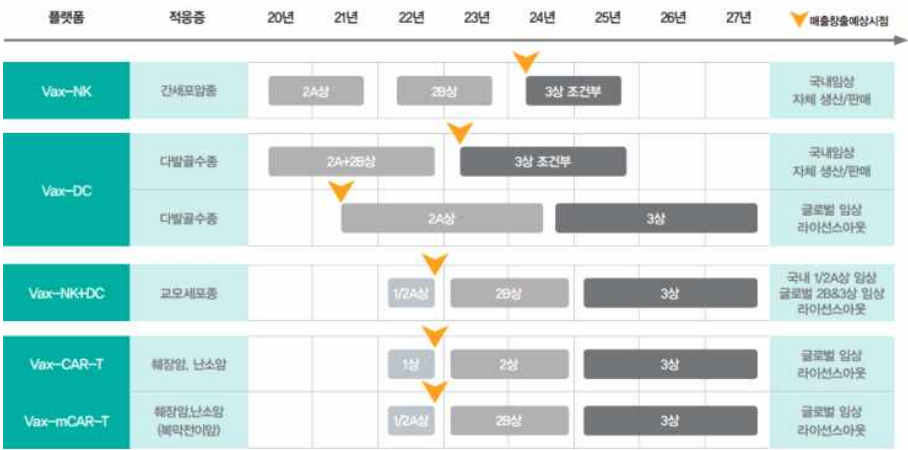 플랫폼 적응증 20년 21년 22년 23년 24년 25년 26년 27년 매출창출예상시점
Vax-NK 간세포암종 2A상 2B상 3상 조건부 국내임상
자체 생산/판매
Vax-DC
다발골수종 2A+2B상 3상 조건부 국내임상
자체 생산/판매
다발골수종 2A상 3상 글로벌 임상
라이선스아웃
Vax-NK+DC 교모세포종 1/2A상 2B상 3상 국내 1/2A상 임상
글로벌 2B&3상 임상
라이선스아웃
Vax-CAR-T 췌장암, 난소암 1상 2상 3상 글로벌 임상
라이선스아웃
Vax-mCAR-T 췌장암,난소암
(복막전이암) 1/2A상 2B상 3상 글로벌 임상
라이선스아웃